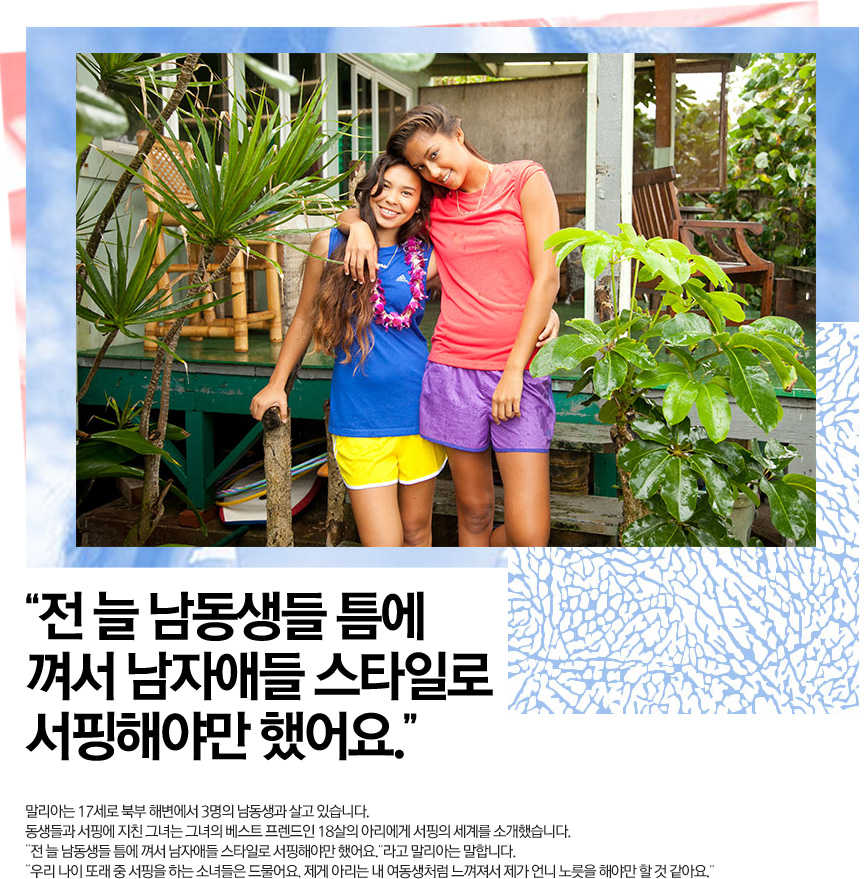 “전 늘 남동생들 틈에
껴서 남자애들 스타일로
서핑해야만 했어요.”
말리아는 17세로 북부 해변에서 3명의 남동생과 살고 있습니다.
동생들과 서핑에 지친 그녀는 그녀의 베스트 프렌드인 18살의 아리에게 서핑의 세계를 소개했습니다.
"전 늘 남동생들 틈에 껴서 남자애들 스타일로 서핑해야만 했어요."라고 말리아는 말합니다.
"우리 나이 또래 중 서핑을 하는 소녀들은 드물어요. 제게 아리는 내 여동생처럼 느껴져서 제가 언니 노릇을 해야만 할 것 같아요."